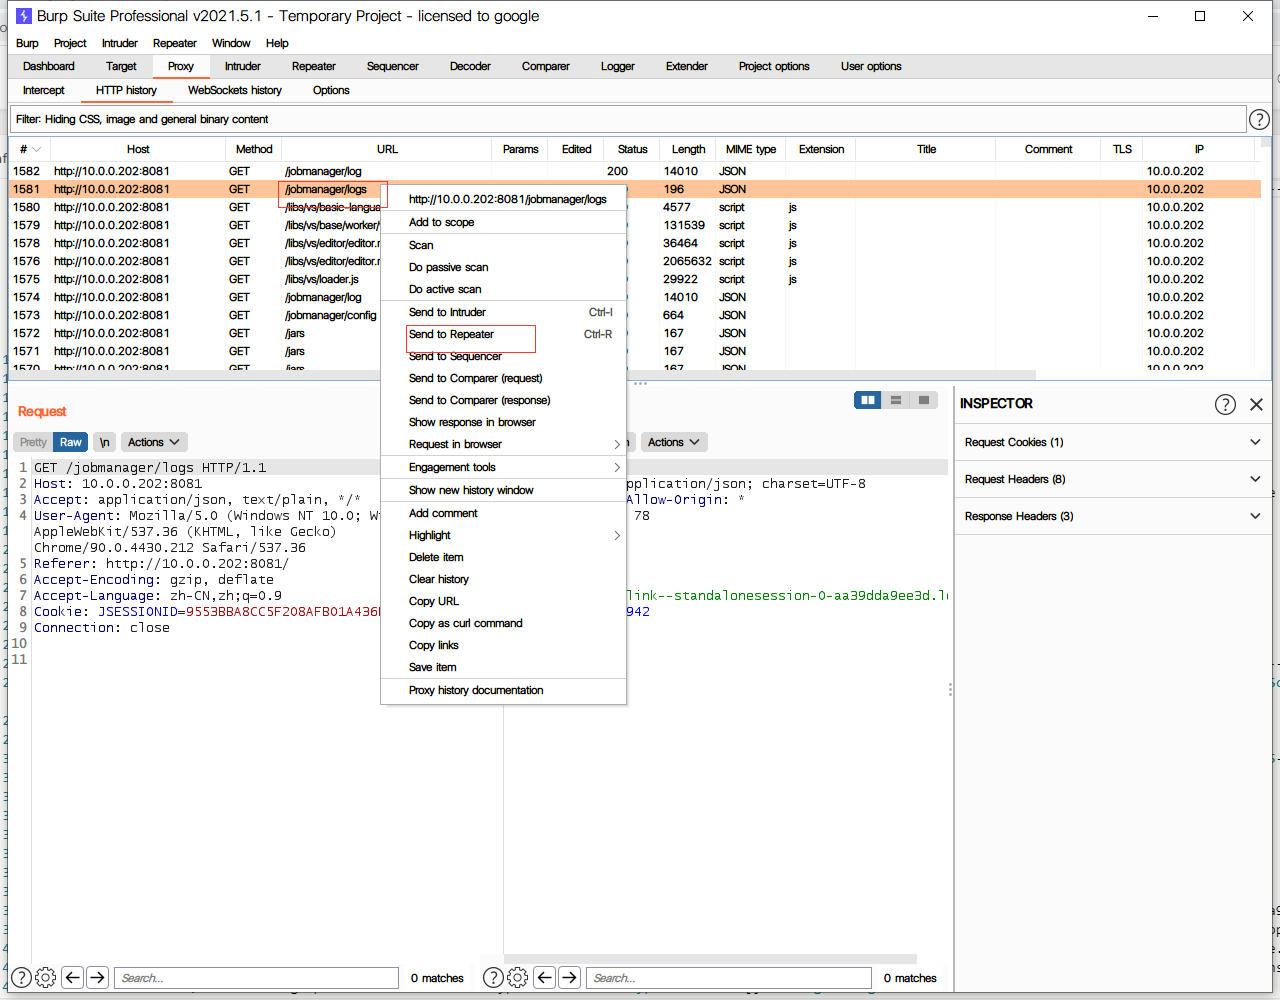 Burp Suite Professional v2021.5.1 - Temporary Project - licensed to google
Burp Project Intruder Repeater Window Help
Dashboard Target Proxy Intruder Repeater Sequencer Decoder Comparer Logger Extender Project options User options
Intercept HTTP history WebSockets history Options
Filter: Hiding CSS, image and general binary content
# Host Method URL Params Edited Status Length MIME type Extension Title Comment TLS IP
1582 http://10.0.0.202:8081 GET /jobmanager/log 200 14010 JSON 10.0.0.202
1581 http://10.0.0.202:8081 GET /jobmanager/logs 196 JSON 10.0.0.202
1580 http://10.0.0.202:8081 GET /libs/vs/basic-langua 4577 script js 10.0.0.202
1579 http://10.0.0.202:8081 GET /libs/vs/base/worker/ 131539 script js 10.0.0.202
1578 http://10.0.0.202:8081 GET /libs/vs/editor/editor.r 36464 script js 10.0.0.202
1576 http://10.0.0.202:8081 GET /libs/vs/editor/editor.r 2065632 script js 10.0.0.202
1575 http://10.0.0.202:8081 GET /libs/vs/loader.js 29922 script js 10.0.0.202
1574 http://10.0.0.202:8081 GET /jobmanager/log 14010 JSON 10.0.0.202
1573 http://10.0.0.202:8081 GET /jobmanager/config 664 JSON 10.0.0.202
1572 http://10.0.0.202:8081 GET /jars 167 JSON 10.0.0.202
1571 http://10.0.0.202:8081 GET /jars 167 JSON 10.0.0.202
1570 http://10.0.0.202:8081 GET /jars 167 JSON 10.0.0.202
http://10.0.0.202:8081/jobmanager/logs
Add to scope
Scan
Do passive scan
Do active scan
Send to Intruder Ctrl-I
Send to Repeater Ctrl-R
Send to Sequencer
Send to Comparer (request)
Send to Comparer (response)
Show response in browser
Request in browser
Engagement tools
Show new history window
Add comment
Highlight
Delete item
Clear history
Copy URL
Copy as curl command
Copy links
Save item
Proxy history documentation
Request
Pretty Raw \n Actions
1 GET /jobmanager/logs HTTP/1.1
2 Host: 10.0.0.202:8081
3 Accept: application/json, text/plain, */*
4 User-Agent: Mozilla/5.0 (Windows NT 10.0; W
AppleWebKit/537.36 (KHTML, like Gecko)
Chrome/90.0.4430.212 Safari/537.36
5 Referer: http://10.0.0.202:8081/
6 Accept-Encoding: gzip, deflate
7 Accept-Language: zh-CN,zh;q=0.9
8 Cookie: JSESSIONID=9553BBA8CC5F208AFB01A436
9 Connection: close
10
11
n Actions
pplication/json; charset=UTF-8
Allow-Origin: *
78
link--standalonesession-0-aa39dda9ee3d.l
942
INSPECTOR
Request Cookies (1)
Request Headers (8)
Response Headers (3)
Search... 0 matches
Search... 0 matches